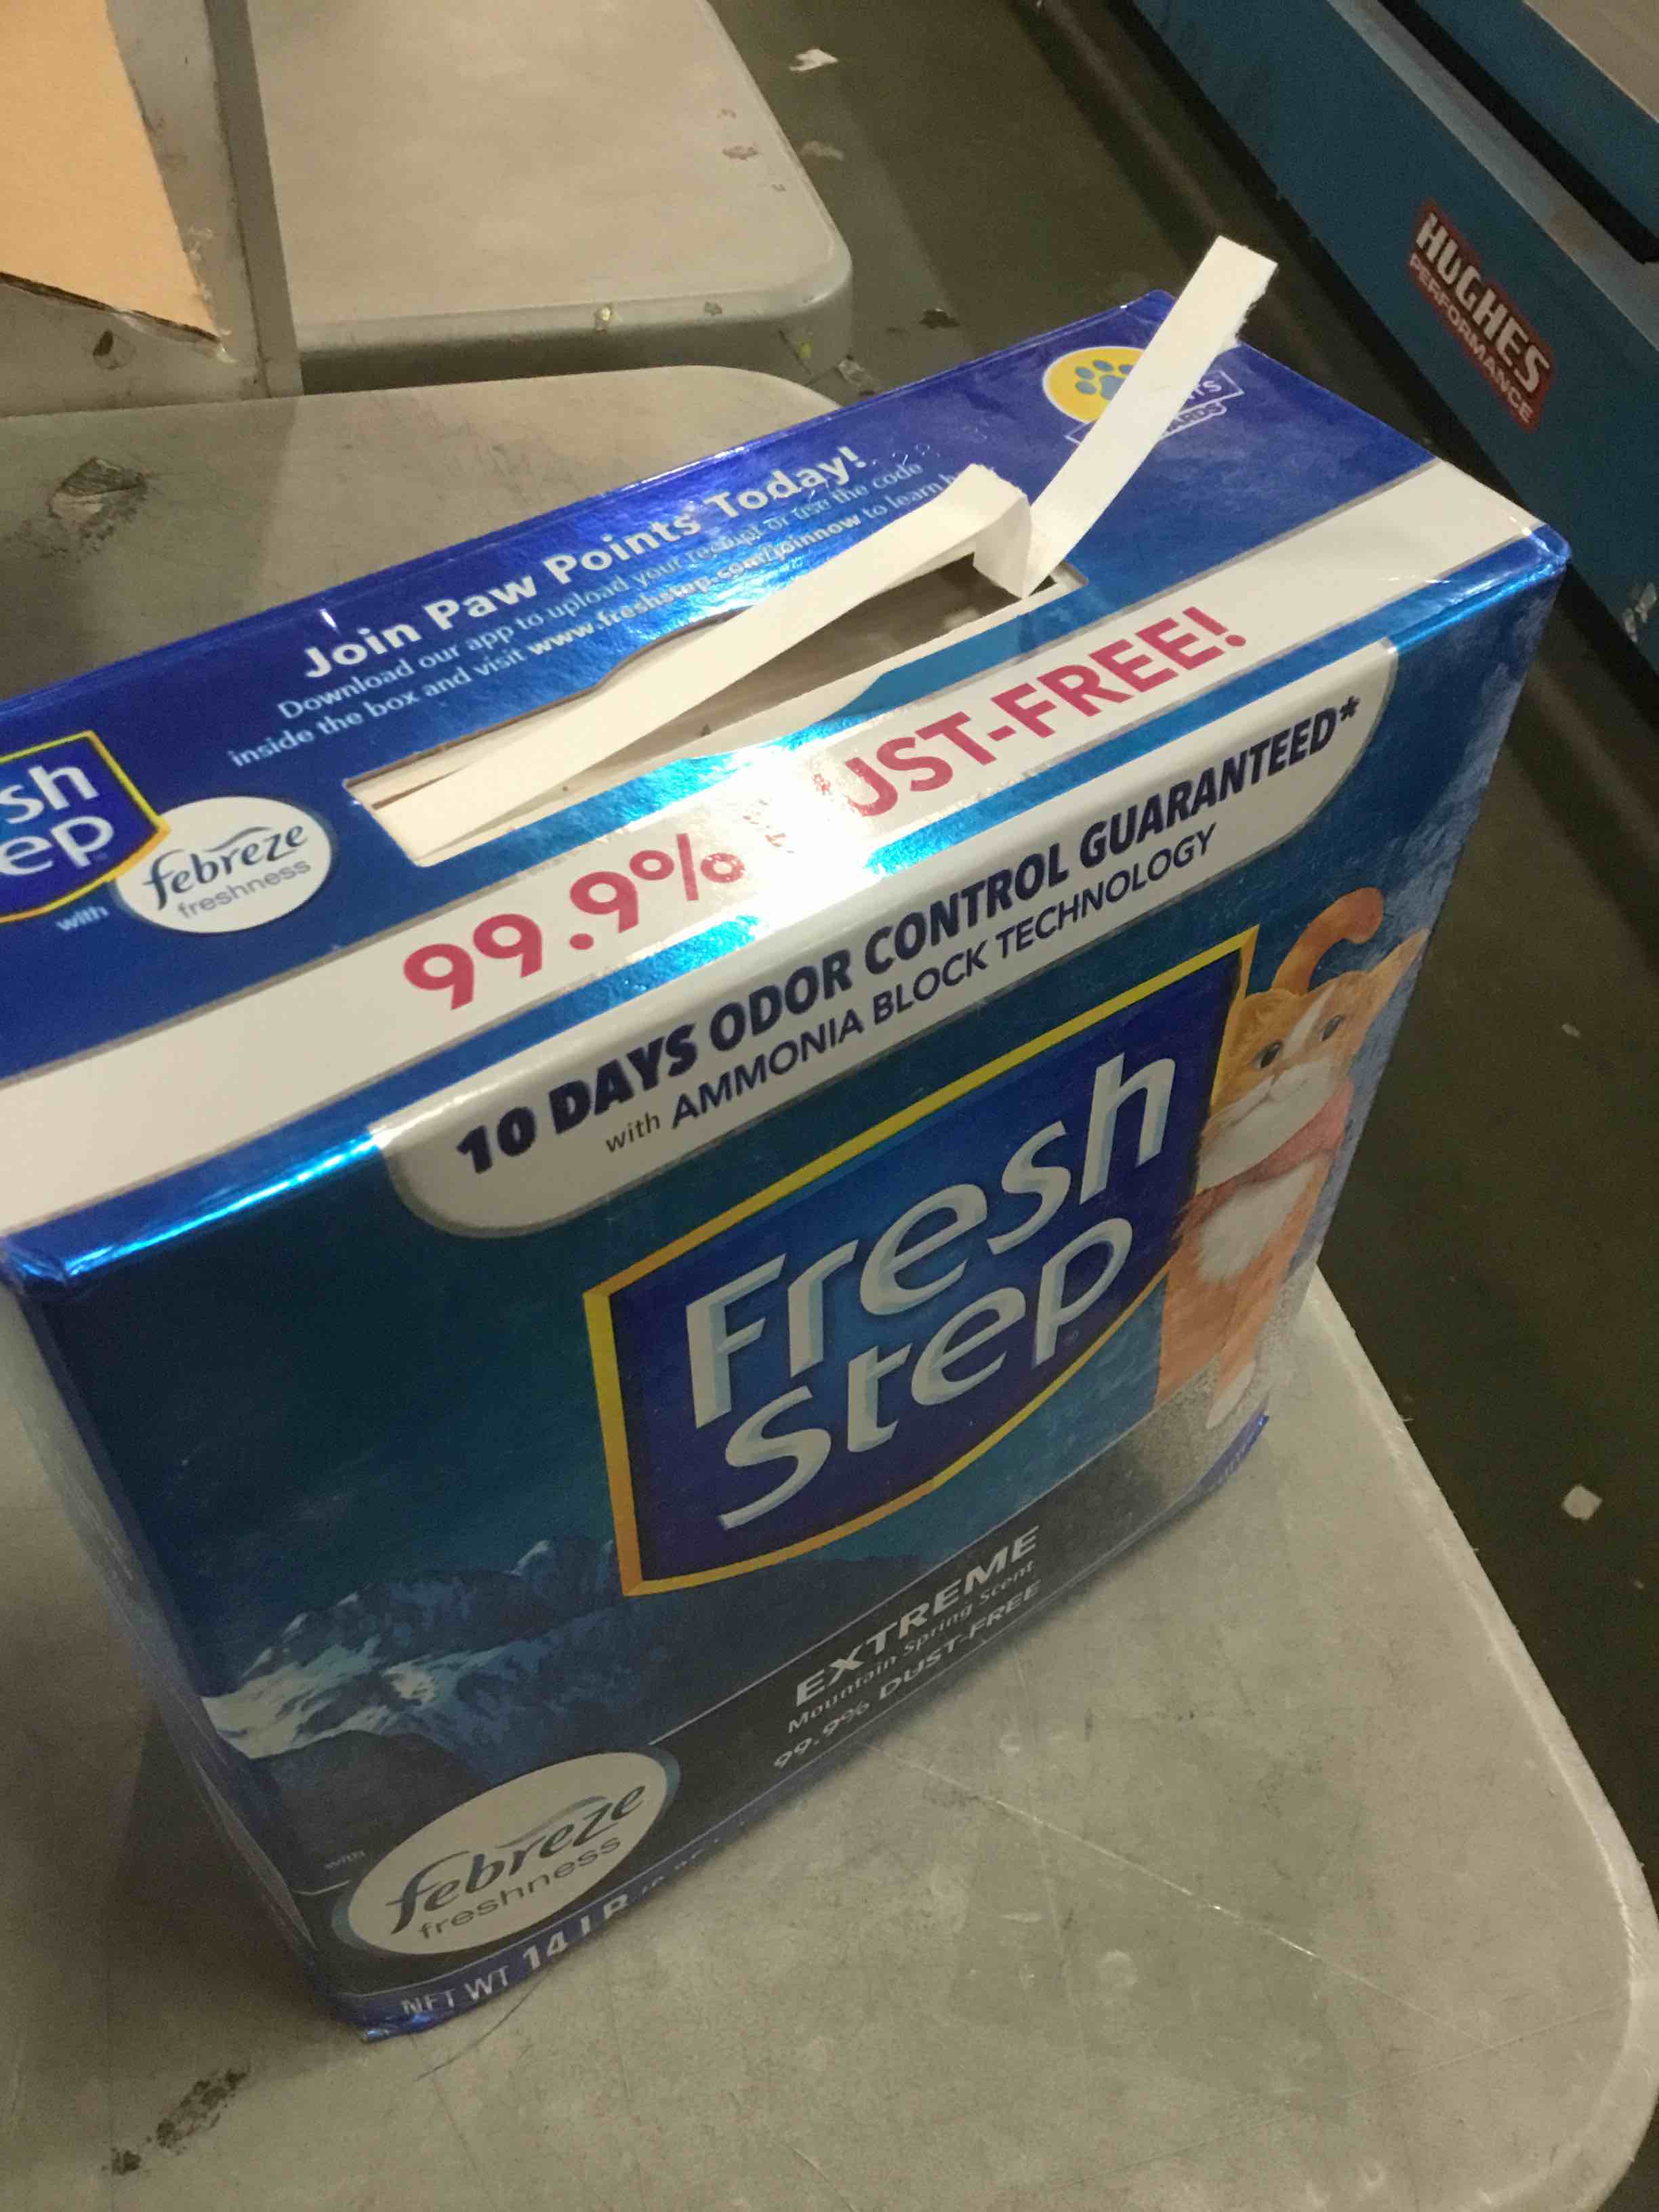 HUGHES
PERFORMANCE
Join Paw Points Today!
Download our app to upload your receipt or use the code
inside the box and visit www.freshstep.com/joinnow to learn
sh
ep
with
febreze
freshness
99.9% UST-FREE!
10 DAYS ODOR CONTROL GUARANTEED*
with AMMONIA BLOCK TECHNOLOGY
Fresh
Step
EXTREME
Mountain Spring Scent
99.9% DUST-FREE
with
febreze
freshness
NET WT 14 LB